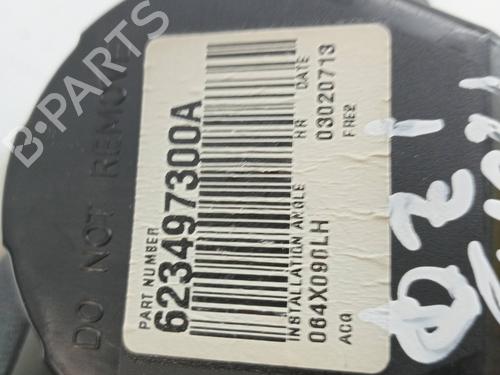 DO NOT REMO
PART NUMBER
623497300A
INSTALLATION ANGLE
064X090LH
ACQ
HR DATE
03020713
FRE2
B-PARTS